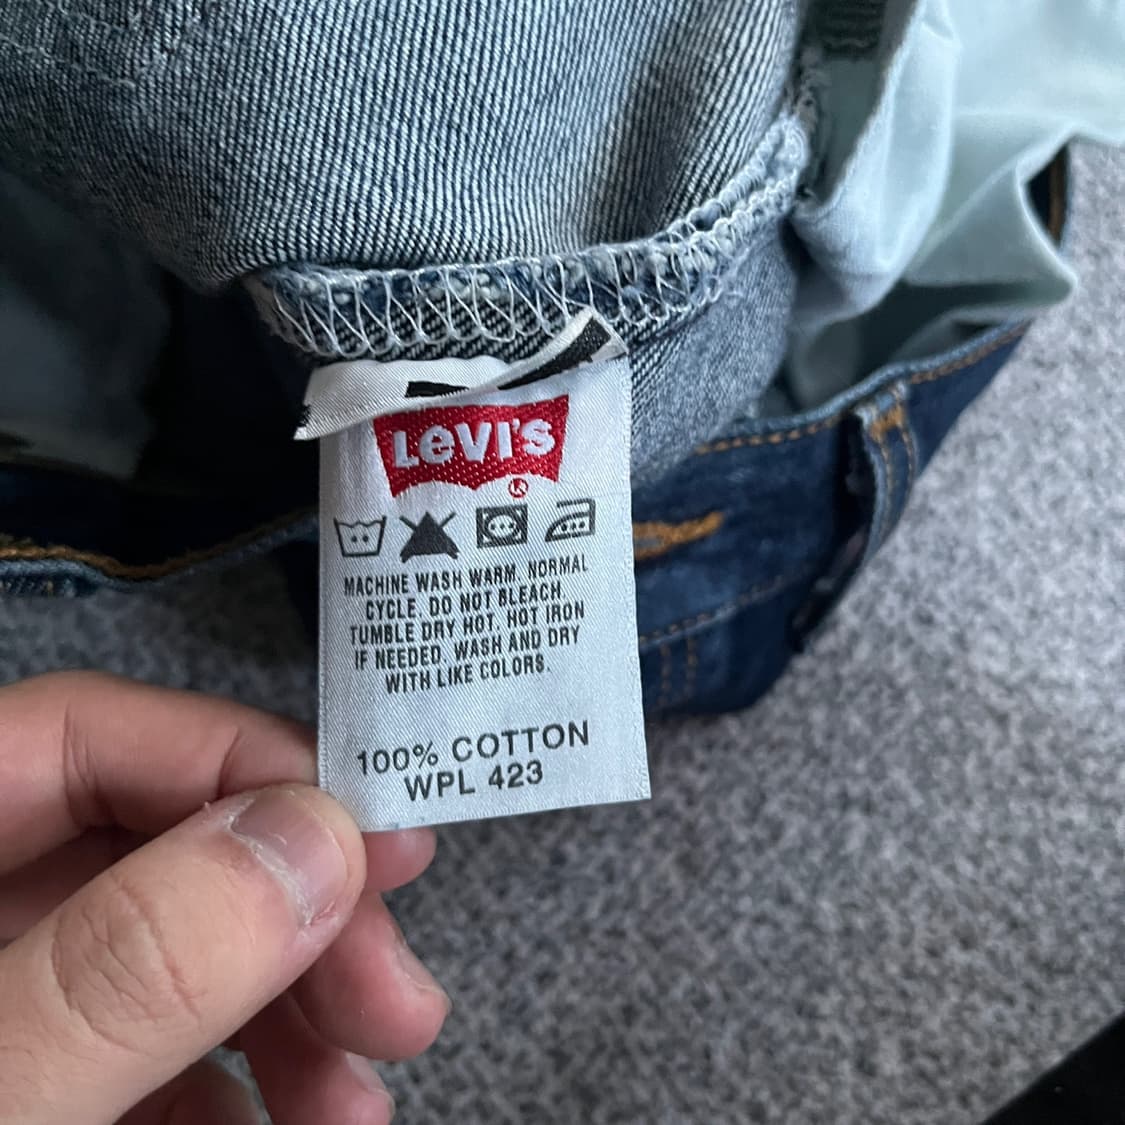 LEVI'S
MACHINE WASH WARM, NORMAL
CYCLE, DO NOT BLEACH,
TUMBLE DRY HOT, HOT IRON
IF NEEDED, WASH AND DRY
WITH LIKE COLORS.
100% COTTON
WPL 423